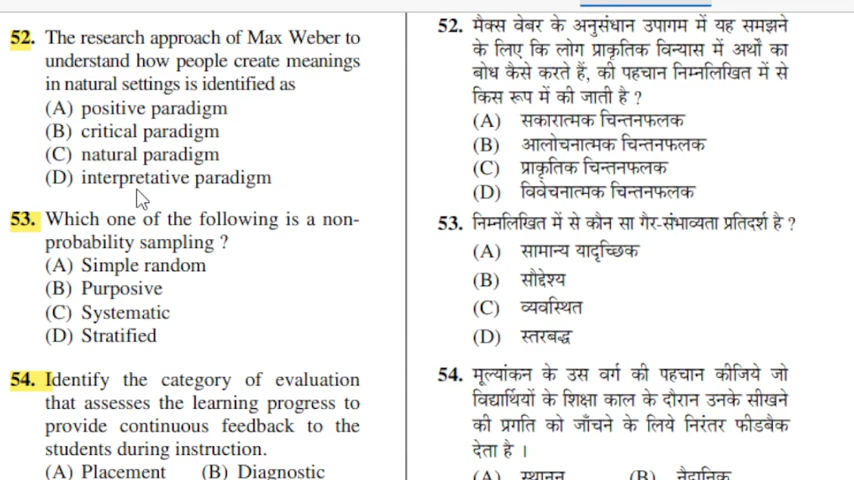 52. The research approach of Max Weber to
understand how people create meanings
in natural settings is identified as
(A) positive paradigm
(B) critical paradigm
(C) natural paradigm
(D) interpretative paradigm
53. Which one of the following is a non-
probability sampling ?
(A) Simple random
(B) Purposive
(C) Systematic
(D) Stratified
54. Identify the category of evaluation
that assesses the learning progress to
provide continuous feedback to the
students during instruction.
(A) Placement (B) Diagnostic
52. मैक्स वेबर के अनुसंधान उपागम में यह समझने
के लिए कि लोग प्राकृतिक विन्यास में अर्थों का
बोध कैसे करते हैं, की पहचान निम्नलिखित में से
किस रूप में की जाती है ?
(A) सकारात्मक चिन्तनफलक
(B) आलोचनात्मक चिन्तनफलक
(C) प्राकृतिक चिन्तनफलक
(D) विवेचनात्मक चिन्तनफलक
53. निम्नलिखित में से कौन सा गैर-संभाव्यता प्रतिदर्श है ?
(A) सामान्य यादृच्छिक
(B) सौद्देश्य
(C) व्यवस्थित
(D) स्तरबद्ध
54. मूल्यांकन के उस वर्ग की पहचान कीजिये जो
विद्यार्थियों के शिक्षा काल के दौरान उनके सीखने
की प्रगति को जाँचने के लिये निरंतर फीडबैक
देता है ।
(A) स्थानन (B) नैदानिक